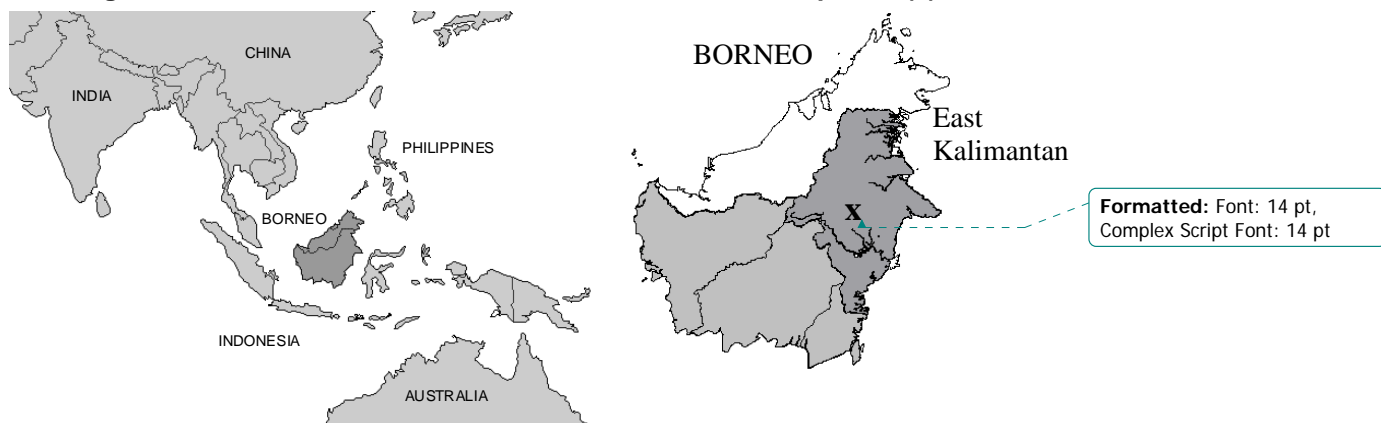 CHINA
INDIA
PHILIPPINES
BORNEO
INDONESIA
AUSTRALIA
BORNEO
East
Kalimantan
X
Formatted: Font: 14 pt,
Complex Script Font: 14 pt